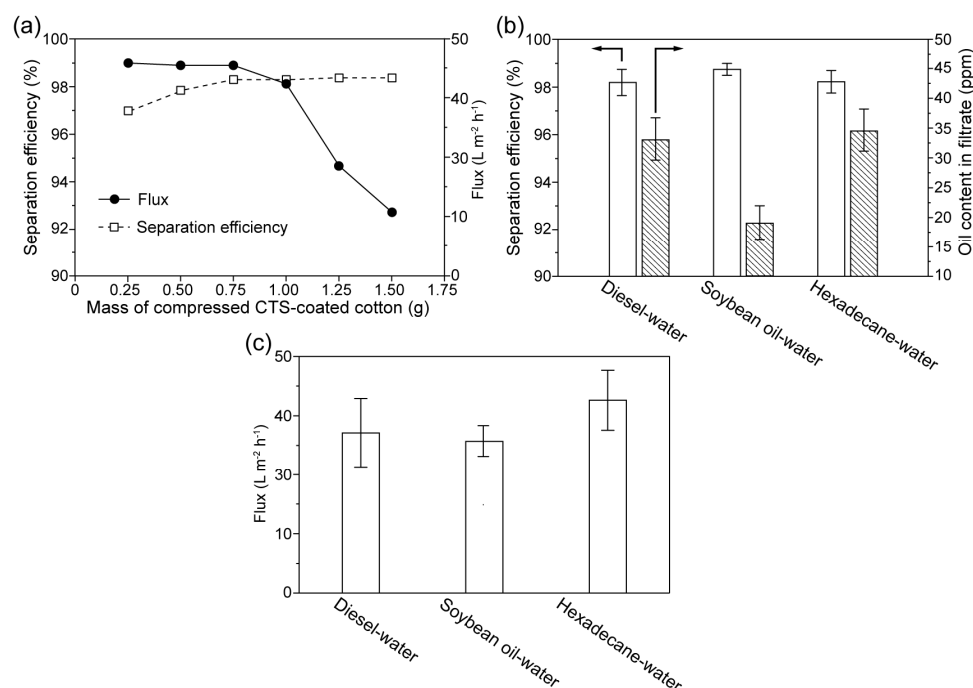 (a)
Separation efficiency (%)
100
98
96
94
92
90
Flux
Separation efficiency
50
40
30
10
0
Flux (L m-2 h-1)
0 0.25 0.50 0.75 1.00 1.25 1.50 1.75
Mass of compressed CTS-coated cotton (g)
(b)
Separation efficiency (%)
100
98
96
94
92
90
50
45
40
35
30
25
20
15
10
Oil content in filtrate (ppm)
Diesel-water
Soybean oil-water
Hexadecane-water
(c)
Flux (L m-2 h-1)
50
40
30
10
0
Diesel-water
Soybean oil-water
Hexadecane-water